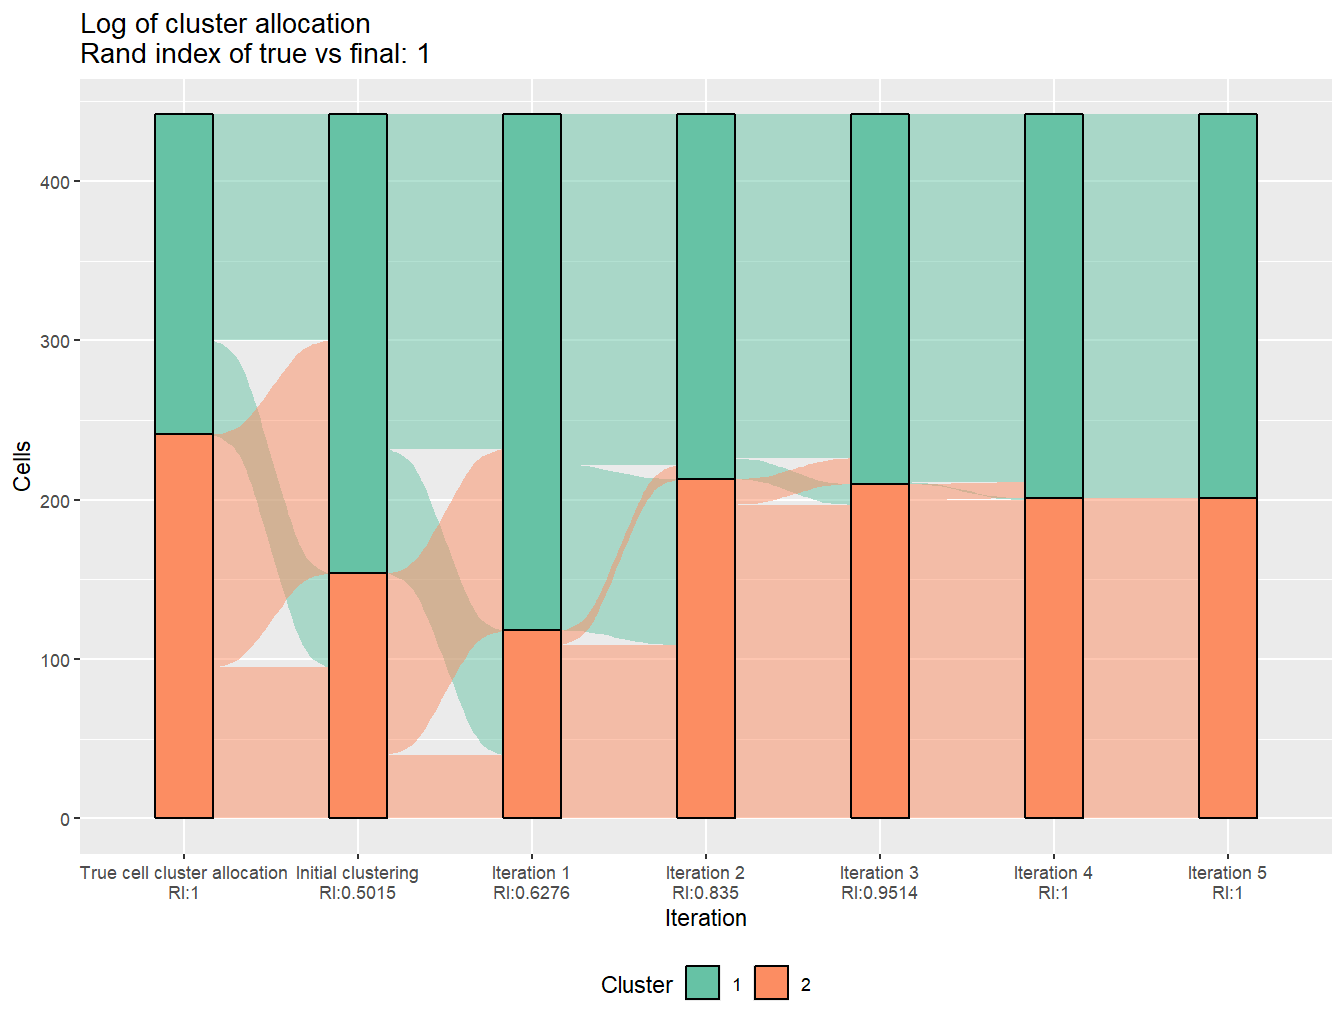 Log of cluster allocation
Rand index of true vs final: 1
Cells
400
300
200
100
0
True cell cluster allocation
RI:1
Initial clustering
RI:0.5015
Iteration 1
RI:0.6276
Iteration 2
RI:0.835
Iteration 3
RI:0.9514
Iteration 4
RI:1
Iteration 5
RI:1
Iteration
Cluster 1 2